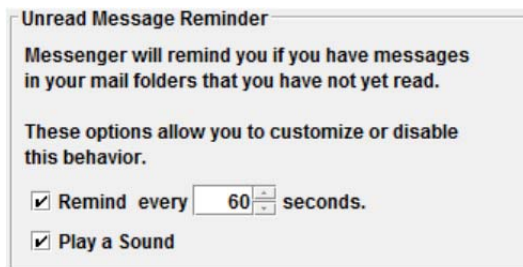 Unread Message Reminder
Messenger will remind you if you have messages
in your mail folders that you have not yet read.
These options allow you to customize or disable
this behavior.
Remind every 60 seconds.
Play a Sound